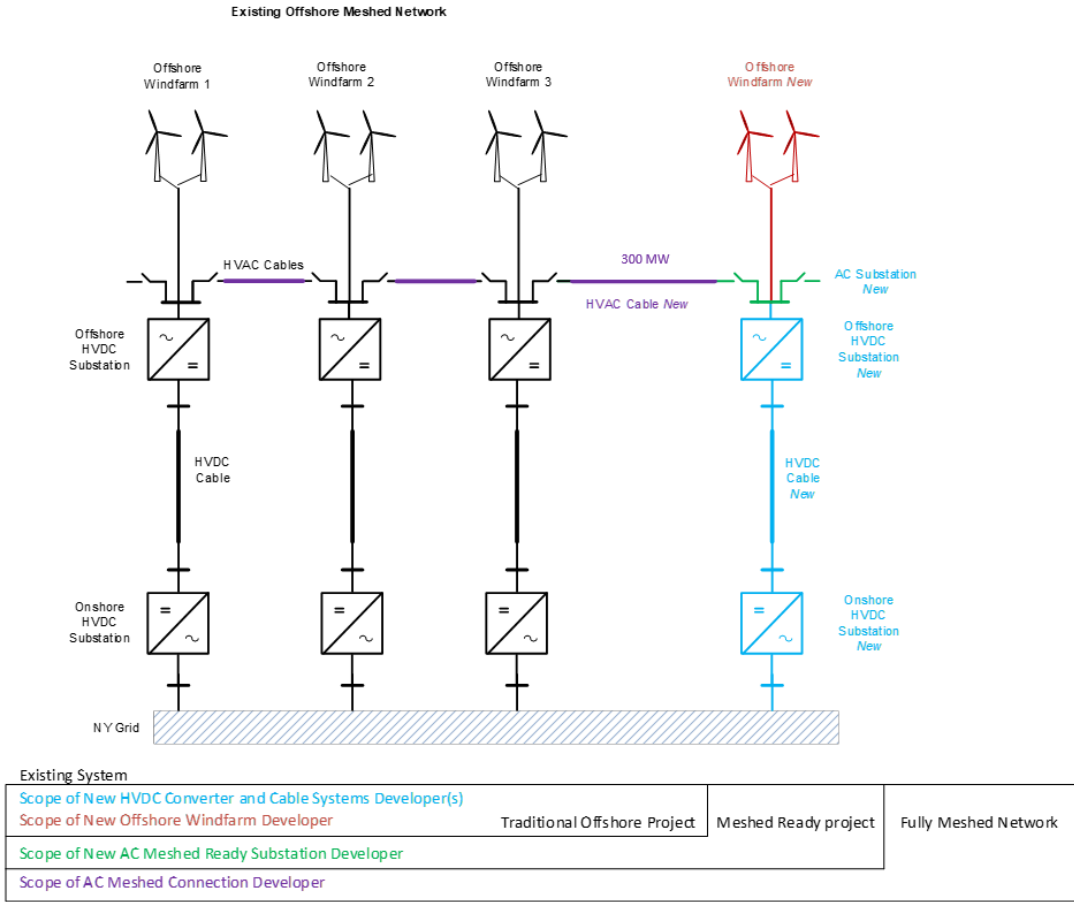 Existing Offshore Meshed Network
Offshore
Windfarm 1
Offshore
Windfarm 2
Offshore
Windfarm 3
Offshore
Windfarm New
HVAC Cables
300 MW
HVAC Cable New
AC Substation
New
Offshore
HVDC
Substation
Offshore
HVDC
Substation
New
HVDC
Cable
HVDC
Cable
New
Onshore
HVDC
Substation
Onshore
HVDC
Substation
New
NY Grid
Existing System
Scope of New HVDC Converter and Cable Systems Developer(s)
Scope of New Offshore Windfarm Developer
Traditional Offshore Project
Meshed Ready project
Fully Meshed Network
Scope of New AC Meshed Ready Substation Developer
Scope of AC Meshed Connection Developer